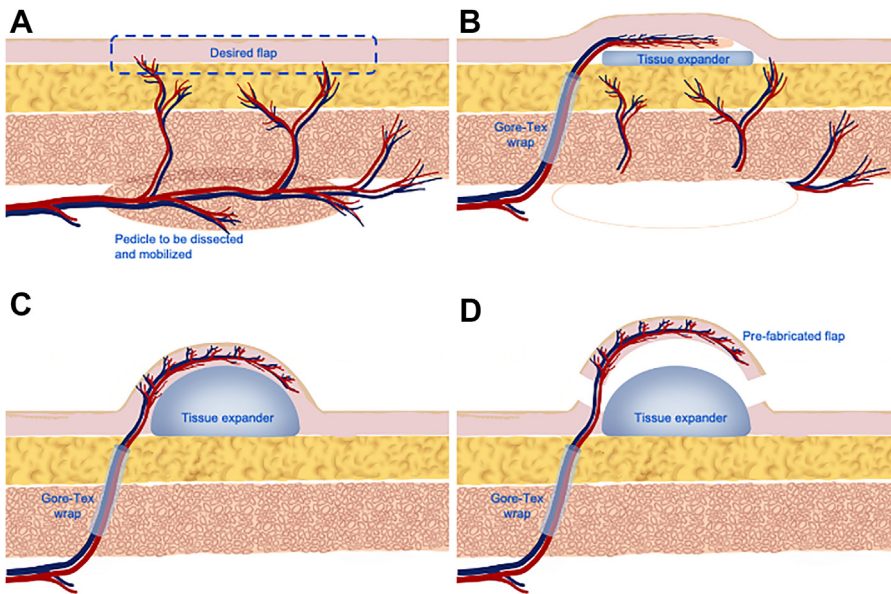 A
Desired flap
Pedicle to be dissected
and mobilized
B
Tissue expander
Gore-Tex
wrap
C
Tissue expander
Gore-Tex
wrap
D
Pre-fabricated flap
Tissue expander
Gore-Tex
wrap